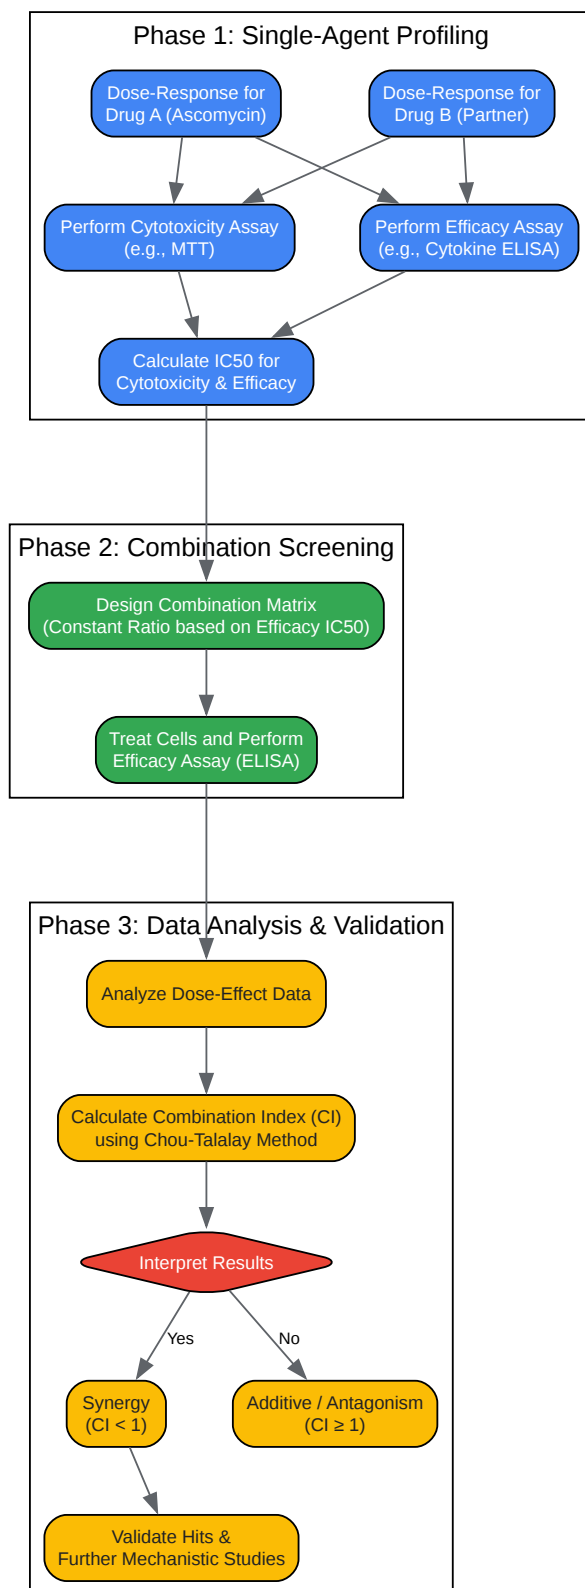 Phase 1: Single-Agent Profiling
Dose-Response for
Drug A (Ascomycin)
Dose-Response for
Drug B (Partner)
Perform Cytotoxicity Assay
(e.g., MTT)
Perform Efficacy Assay
(e.g., Cytokine ELISA)
Calculate IC50 for
Cytotoxicity & Efficacy
Phase 2: Combination Screening
Design Combination Matrix
(Constant Ratio based on Efficacy IC50)
Treat Cells and Perform
Efficacy Assay (ELISA)
Phase 3: Data Analysis & Validation
Analyze Dose-Effect Data
Calculate Combination Index (CI)
using Chou-Talalay Method
Interpret Results
Yes
No
Synergy
(CI < 1)
Additive / Antagonism
(CI ≥ 1)
Validate Hits &
Further Mechanistic Studies